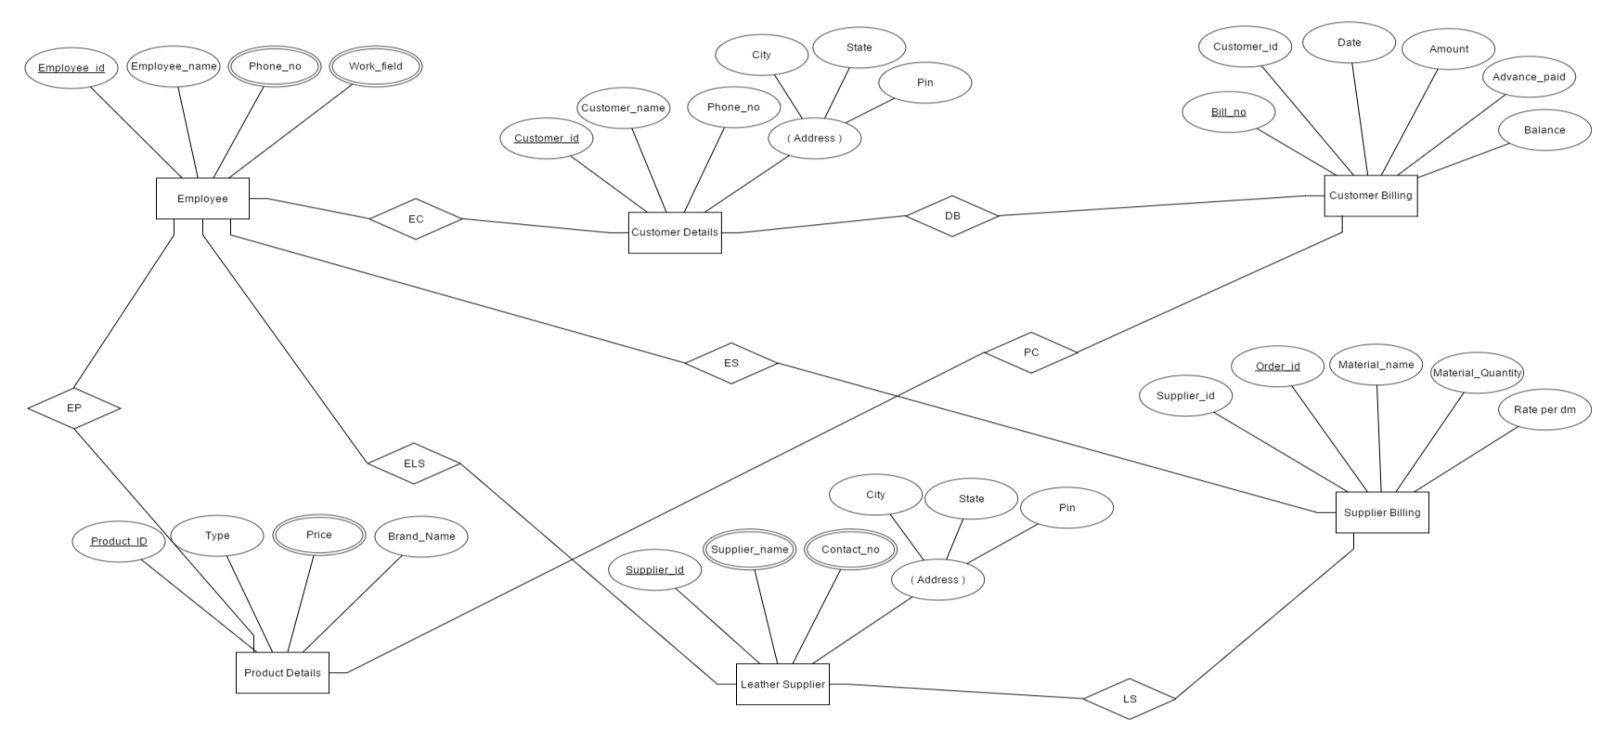 Employee_id
Employee_name
Phone_no
Work_field
Employee
EC
Customer_id
Customer_name
Phone_no
( Address )
City
State
Pin
Customer Details
DB
Bill_no
Customer_id
Date
Amount
Advance_paid
Balance
Customer Billing
EP
ELS
ES
PC
Product_ID
Type
Price
Brand_Name
Product Details
Supplier_id
Supplier_name
Contact_no
( Address )
City
State
Pin
Leather Supplier
LS
Supplier_id
Order_id
Material_name
Material_Quantity
Rate per dm
Supplier Billing